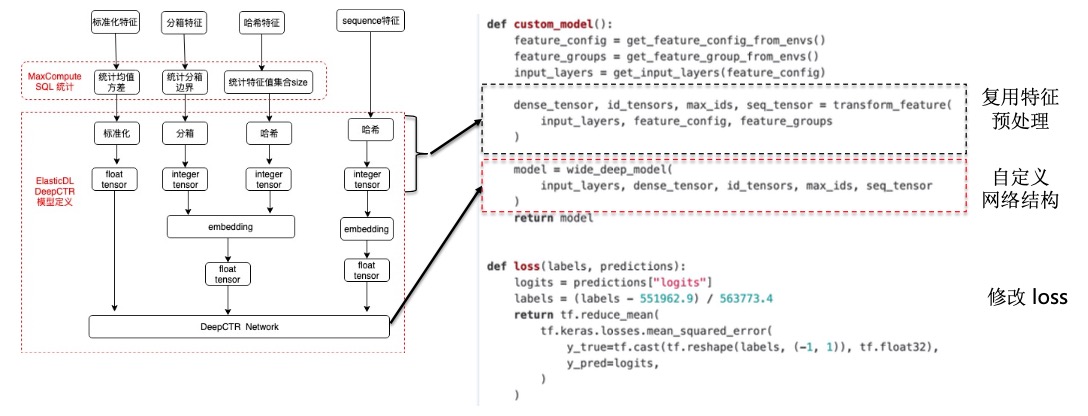 标准化特征
分箱特征
哈希特征
sequence特征
MaxCompute
SQL 统计
统计均值
方差
统计分箱
边界
统计特征值集合size
标准化
分箱
哈希
哈希
ElasticDL
DeepCTR
模型定义
float
tensor
integer
tensor
integer
tensor
integer
tensor
embedding
embedding
float
tensor
float
tensor
DeepCTR Network
def custom_model():
feature_config = get_feature_config_from_envs()
feature_groups = get_feature_group_from_envs()
input_layers = get_input_layers(feature_config)
dense_tensor, id_tensors, max_ids, seq_tensor = transform_feature(
input_layers, feature_config, feature_groups
)
model = wide_deep_model(
input_layers, dense_tensor, id_tensors, max_ids, seq_tensor
)
return model
def loss(labels, predictions):
logits = predictions["logits"]
labels = (labels - 551962.9) / 563773.4
return tf.reduce_mean(
tf.keras.losses.mean_squared_error(
y_true=tf.cast(tf.reshape(labels, (-1, 1)), tf.float32),
y_pred=logits,
)
)
复用特征
预处理
自定义
网络结构
修改 loss